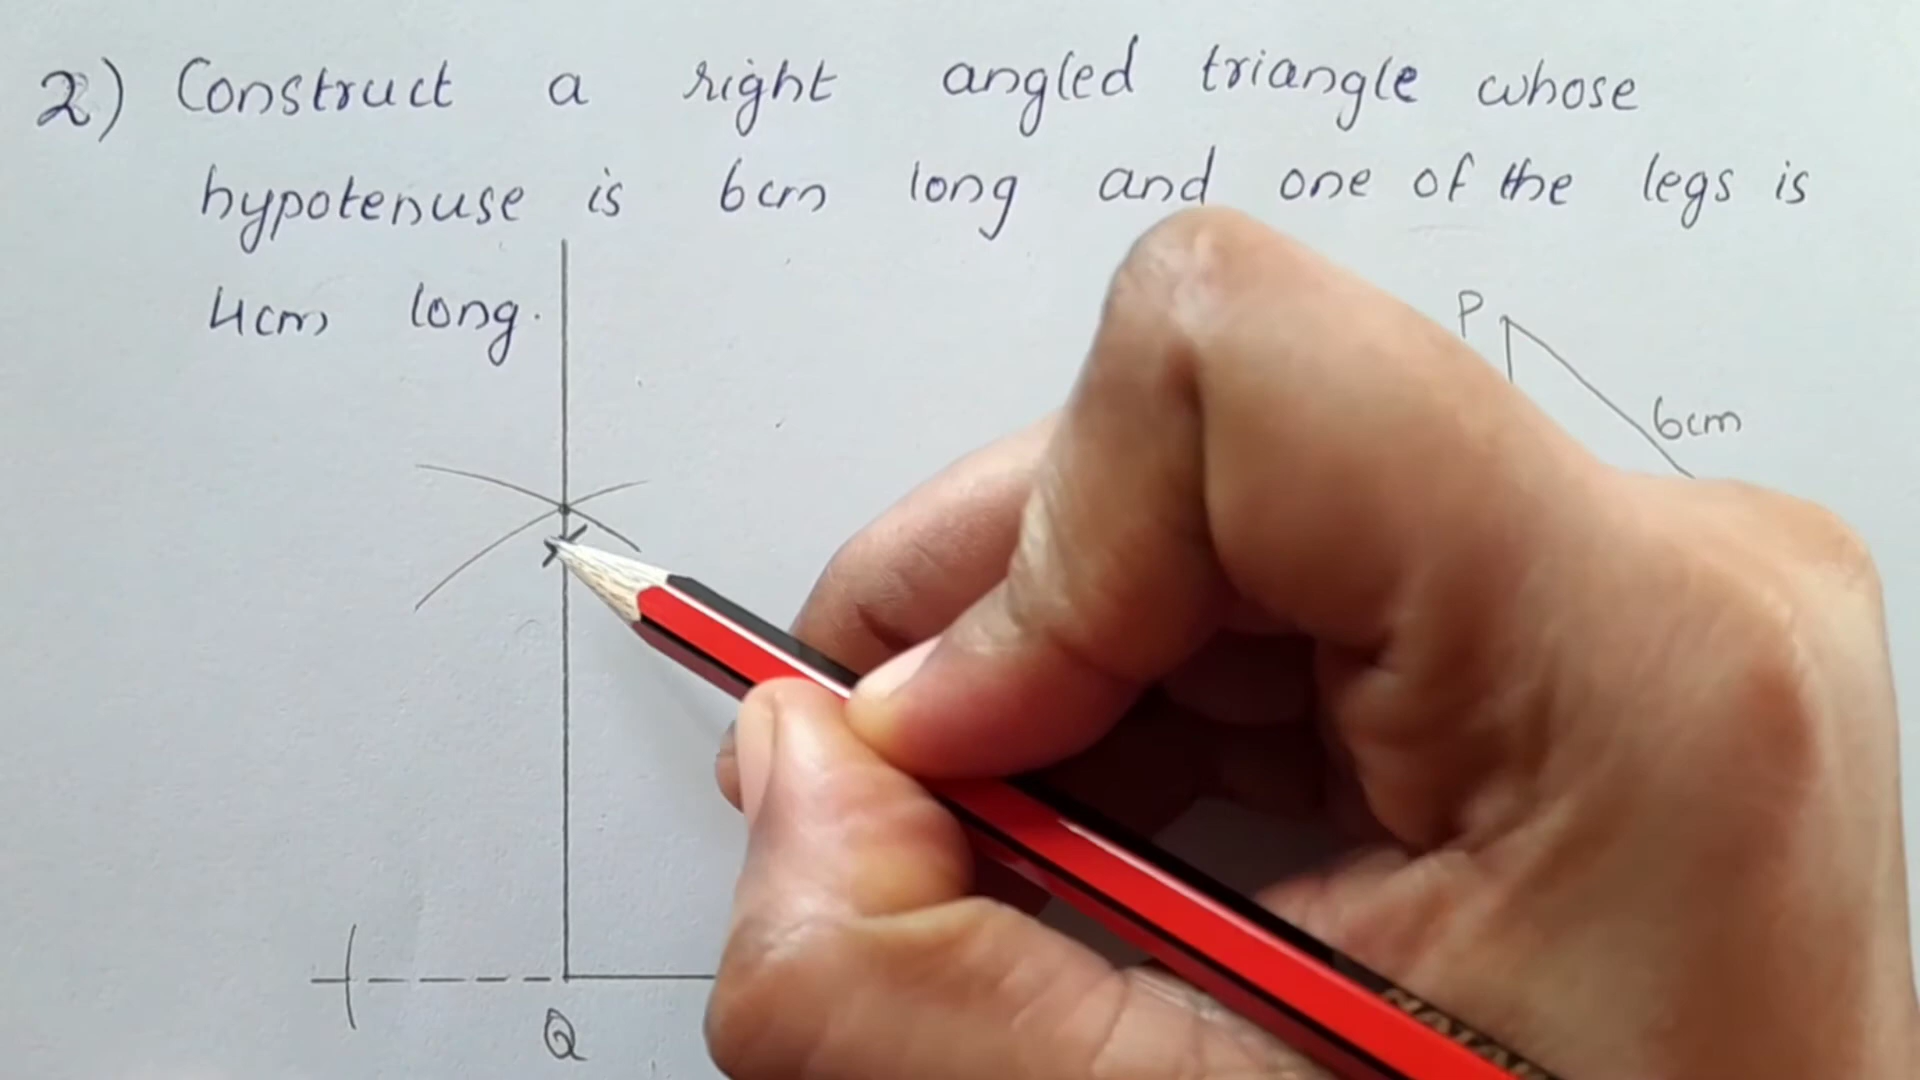 2) Construct a right angled triangle whose
hypotenuse is 6cm long and one of the legs is
4cm long.
P
6cm
Q